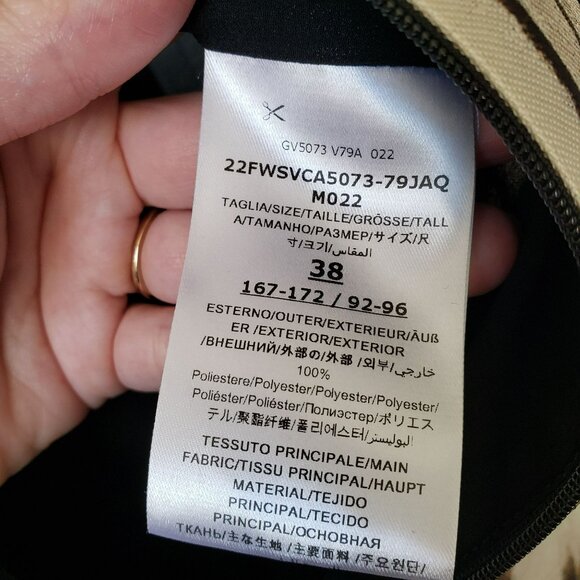 GV5073 V79A 022
22FWSVCA5073-79JAQ
M022
TAGLIA/SIZE/TAILLE/GRÖSSE/TALL
A/TAMANHO/РАЗМЕР/サイズ/尺
寸/크기/المقاس
38
167-172 / 92-96
ESTERNO/OUTER/EXTERIEUR/ÄUß
ER /EXTERIOR/EXTERIOR
/ВНЕШНИЙ/外部の/外部 /외부/خارجي
100%
Poliestere/Polyester/Polyester/Polyester/
Poliéster/Poliéster/Полиэстер/ポリエス
テル/聚酯纤维/폴리에스터/البوليستر
TESSUTO PRINCIPALE/MAIN
FABRIC/TISSU PRINCIPAL/HAUPT
MATERIAL/TEJIDO
PRINCIPAL/TECIDO
PRINCIPAL/ОСНОВНАЯ
ТКАНЬ/主な生地 /主要面料 /주요원단/